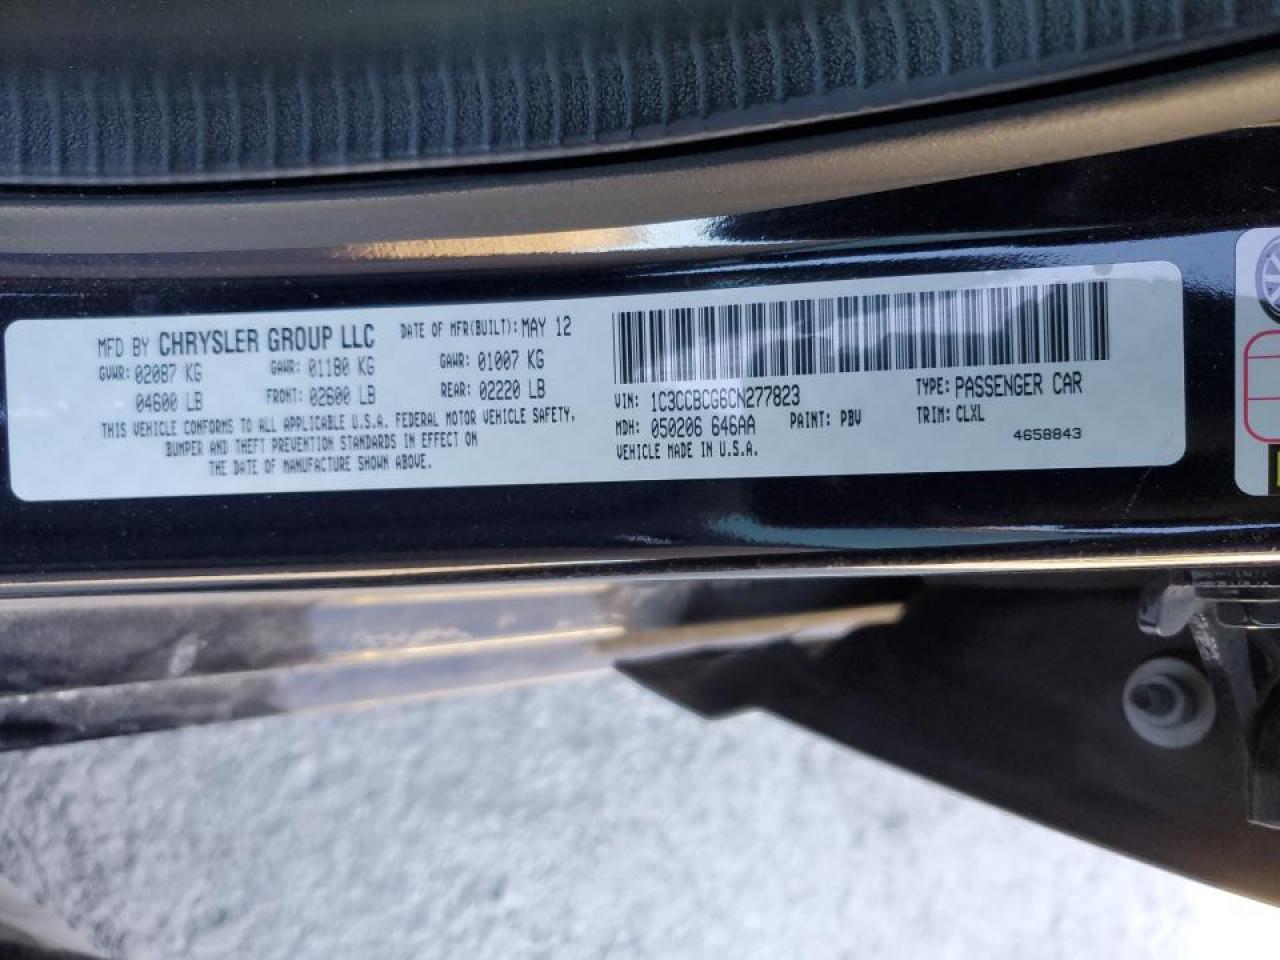 MFD BY CHRYSLER GROUP LLC DATE OF MFR(BUILT): MAY 12
GVWR: 02087 KG GAWR: 01180 KG GAWR: 01007 KG
04600 LB FRONT: 02600 LB REAR: 02220 LB
THIS VEHICLE CONFORMS TO ALL APPLICABLE U.S.A. FEDERAL MOTOR VEHICLE SAFETY,
BUMPER AND THEFT PREVENTION STANDARDS IN EFFECT ON
THE DATE OF MANUFACTURE SHOWN ABOVE.
VIN: 1C3CCBCG6CN277823 TYPE: PASSENGER CAR
MDH: 050206 646AA PAINT: PBV TRIM: CLXL
VEHICLE MADE IN U.S.A. 4658843